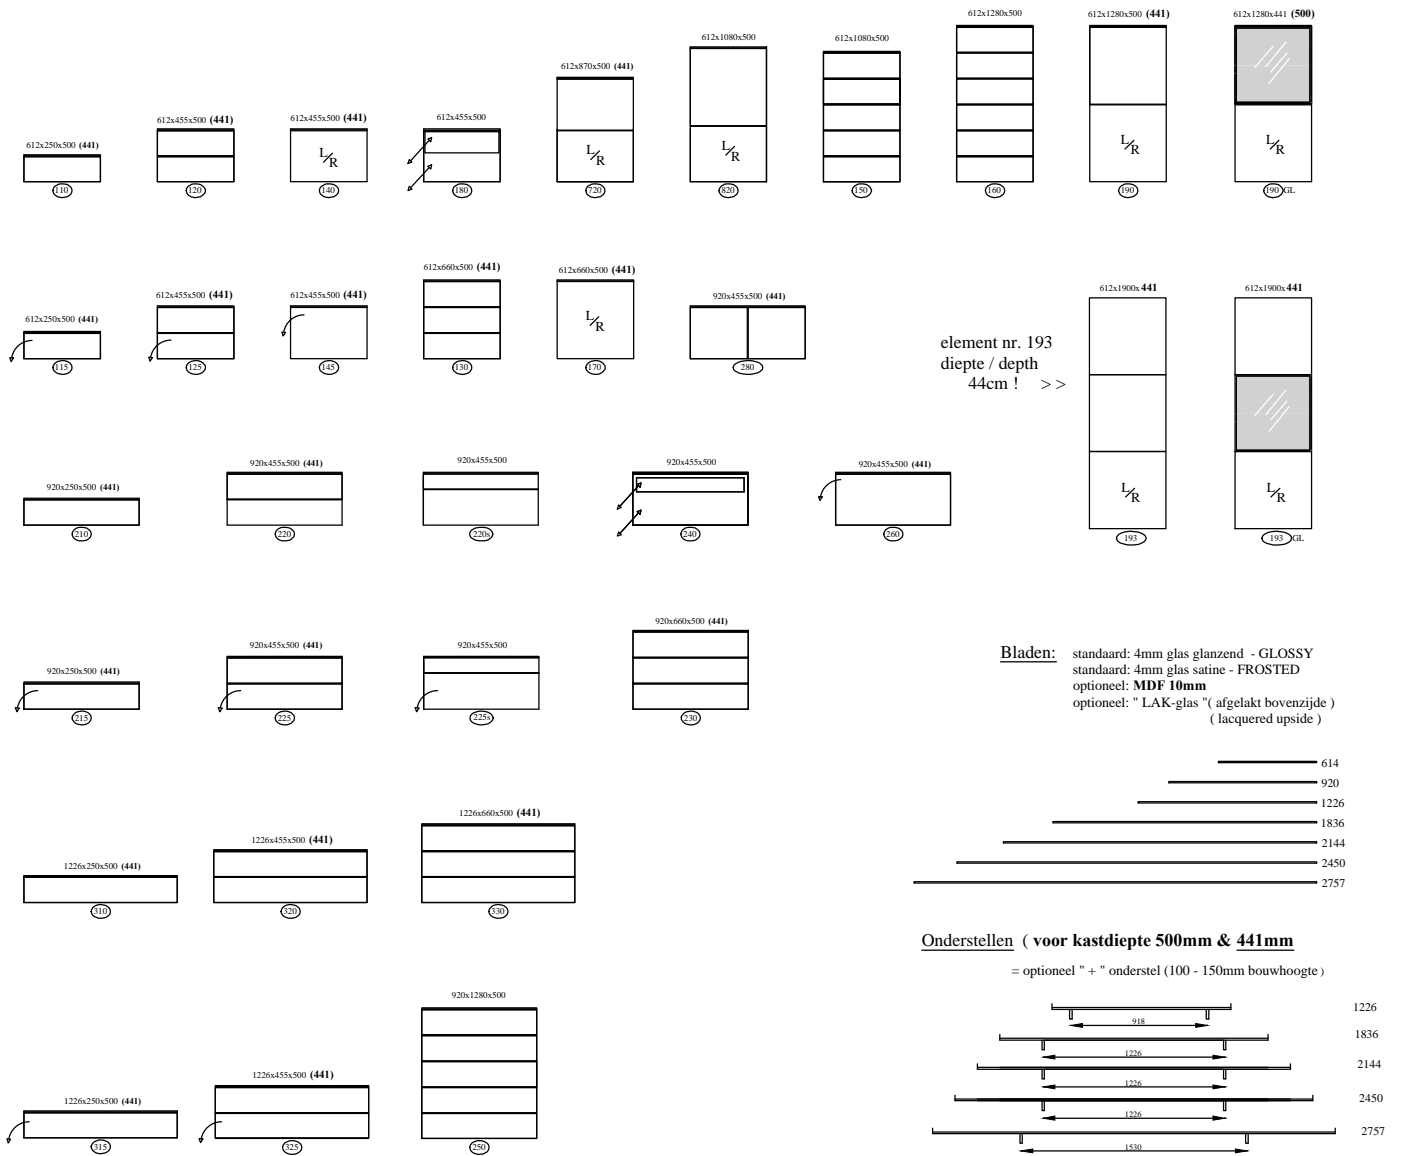 612x250x500 (441)
110
612x455x500 (441)
120
612x455x500 (441)
L/R
140
612x455x500
180
612x870x500 (441)
L/R
720
612x1080x500
L/R
820
612x1080x500
150
612x1280x500
160
612x1280x500 (441)
L/R
190
612x1280x441 (500)
190 GL
612x250x500 (441)
115
612x455x500 (441)
125
612x455x500 (441)
145
612x660x500 (441)
130
612x660x500 (441)
L/R
170
920x455x500 (441)
280
element nr. 193
diepte / depth
44cm ! >>
612x1900x441
L/R
193
612x1900x441
L/R
193 GL
920x250x500 (441)
210
920x455x500 (441)
220
920x455x500
220s
920x455x500
240
920x455x500 (441)
260
920x250x500 (441)
215
920x455x500 (441)
225
920x455x500
225s
920x660x500 (441)
230
Bladen:
standaard: 4mm glas glanzend - GLOSSY
standaard: 4mm glas satine - FROSTED
optioneel: MDF 10mm
optioneel: " LAK-glas "( afgelakt bovenzijde )
( lacquered upside )
614
920
1226
1836
2144
2450
2757
1226x250x500 (441)
310
1226x455x500 (441)
320
1226x660x500 (441)
330
Onderstellen ( voor kastdiepte 500mm & 441mm
= optioneel " + " onderstel (100 - 150mm bouwhoogte )
1226
918
1836
1226
2144
1226
2450
1226
2757
1530
1226x250x500 (441)
315
1226x455x500 (441)
325
920x1280x500
250